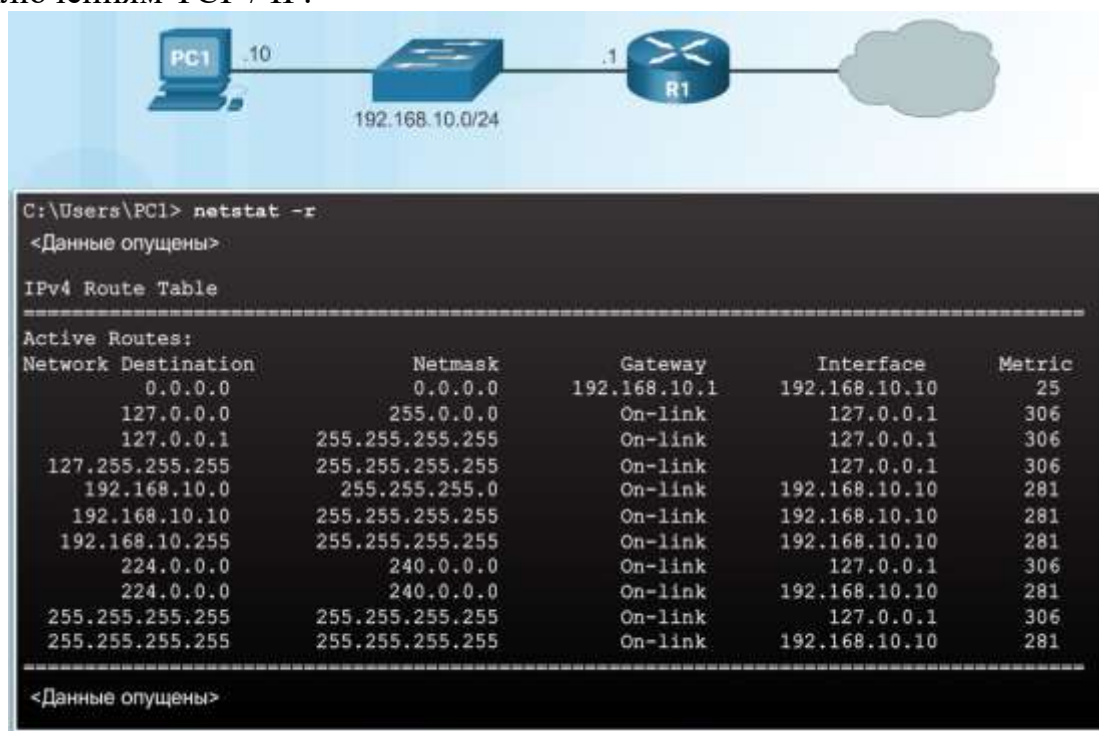 PC1 .10 .1 R1
192.168.10.0/24
C:\Users\PC1> netstat -r
<Данные опущены>
IPv4 Route Table
Active Routes:
Network Destination Netmask Gateway Interface Metric
0.0.0.0 0.0.0.0 192.168.10.1 192.168.10.10 25
127.0.0.0 255.0.0.0 On-link 127.0.0.1 306
127.0.0.1 255.255.255.255 On-link 127.0.0.1 306
127.255.255.255 255.255.255.255 On-link 127.0.0.1 306
192.168.10.0 255.255.255.0 On-link 192.168.10.10 281
192.168.10.10 255.255.255.255 On-link 192.168.10.10 281
192.168.10.255 255.255.255.255 On-link 192.168.10.10 281
224.0.0.0 240.0.0.0 On-link 127.0.0.1 306
224.0.0.0 240.0.0.0 On-link 192.168.10.10 281
255.255.255.255 255.255.255.255 On-link 127.0.0.1 306
255.255.255.255 255.255.255.255 On-link 192.168.10.10 281
<Данные опущены>